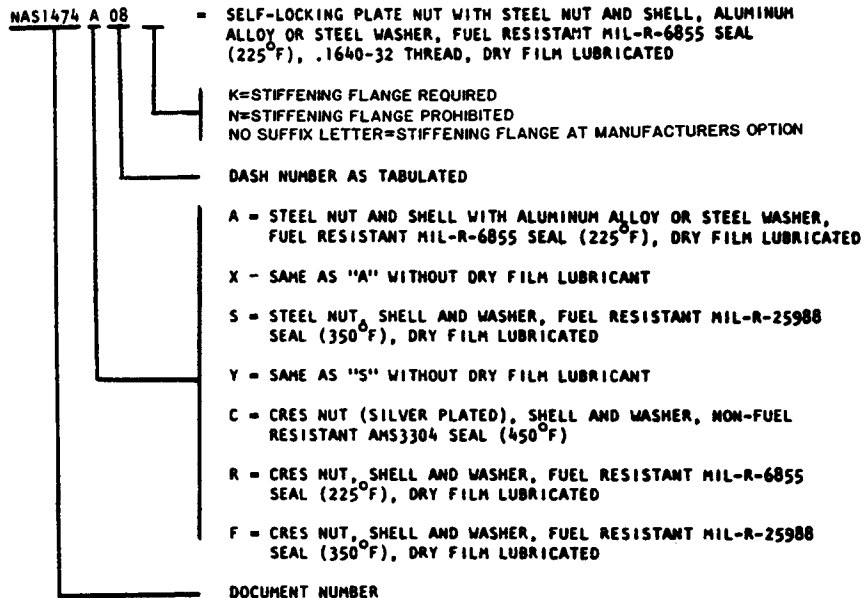 NAS1474 A 08 _ = SELF-LOCKING PLATE NUT WITH STEEL NUT AND SHELL, ALUMINUM
ALLOY OR STEEL WASHER, FUEL RESISTANT MIL-R-6855 SEAL
(225°F), .1640-32 THREAD, DRY FILM LUBRICATED
K=STIFFENING FLANGE REQUIRED
N=STIFFENING FLANGE PROHIBITED
NO SUFFIX LETTER=STIFFENING FLANGE AT MANUFACTURERS OPTION
DASH NUMBER AS TABULATED
A = STEEL NUT AND SHELL WITH ALUMINUM ALLOY OR STEEL WASHER,
FUEL RESISTANT MIL-R-6855 SEAL (225°F), DRY FILM LUBRICATED
X - SAME AS "A" WITHOUT DRY FILM LUBRICANT
S = STEEL NUT, SHELL AND WASHER, FUEL RESISTANT MIL-R-25988
SEAL (350°F), DRY FILM LUBRICATED
Y = SAME AS "S" WITHOUT DRY FILM LUBRICANT
C = CRES NUT (SILVER PLATED), SHELL AND WASHER, NON-FUEL
RESISTANT AMS3304 SEAL (450°F)
R = CRES NUT, SHELL AND WASHER, FUEL RESISTANT MIL-R-6855
SEAL (225°F), DRY FILM LUBRICATED
F = CRES NUT, SHELL AND WASHER, FUEL RESISTANT MIL-R-25988
SEAL (350°F), DRY FILM LUBRICATED
DOCUMENT NUMBER